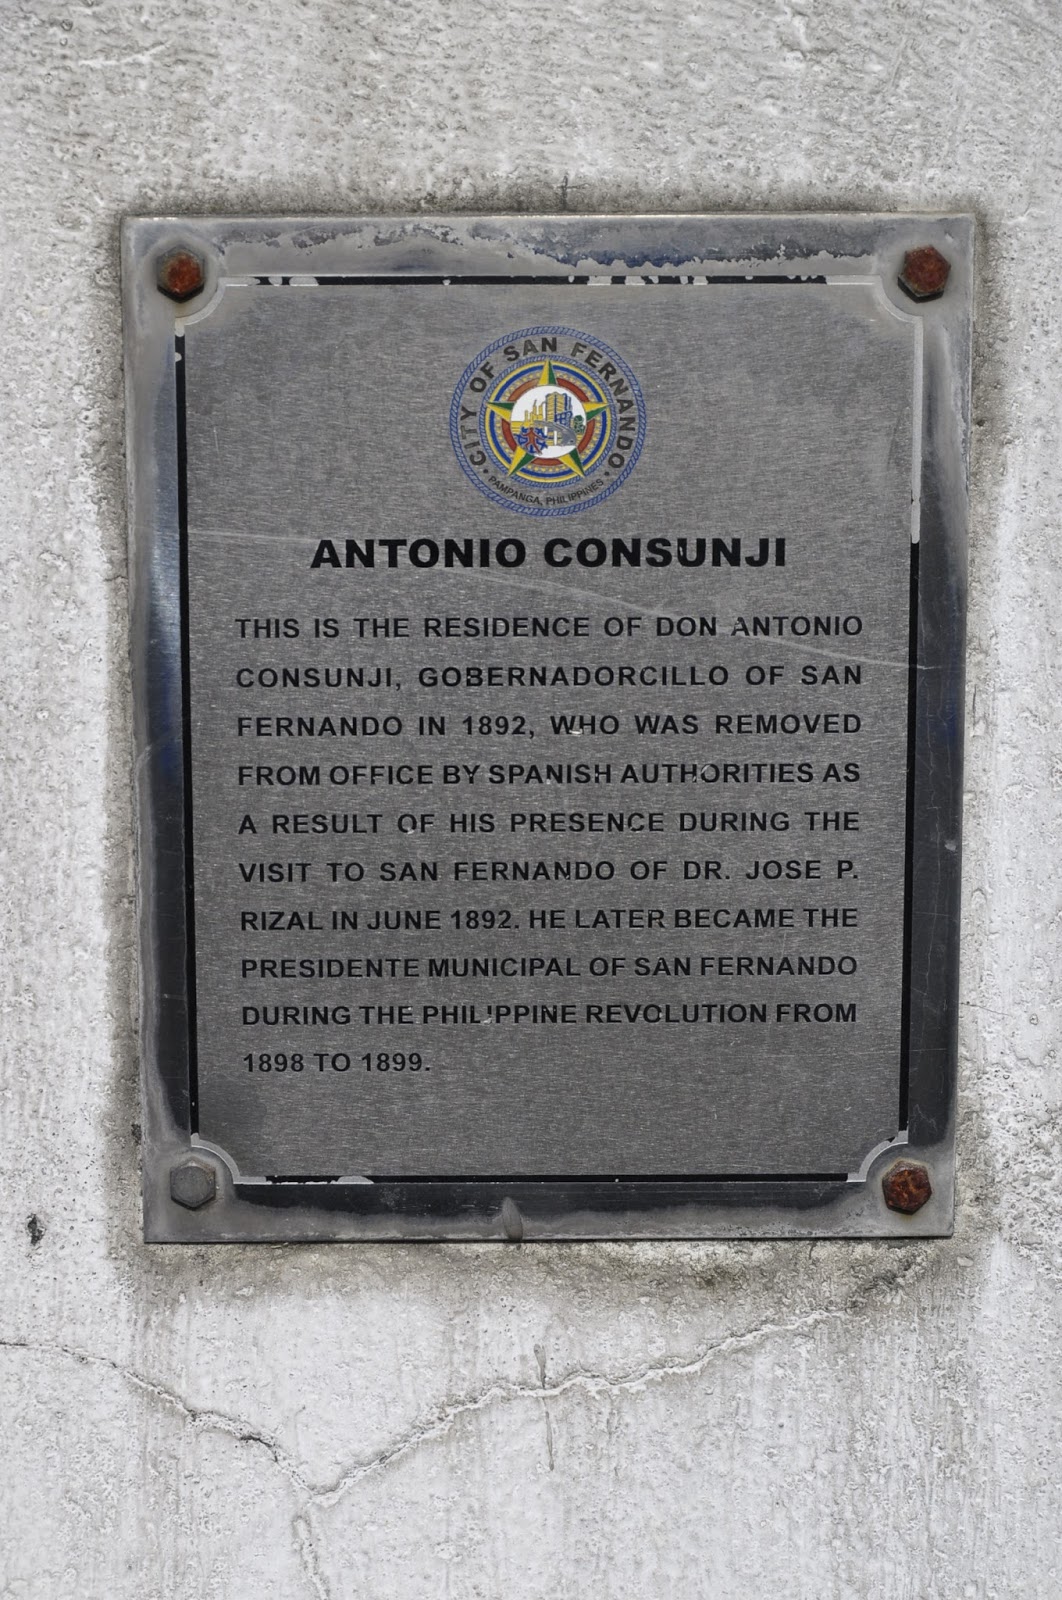 CITY OF SAN FERNANDO
PAMPANGA, PHILIPPINES
ANTONIO CONSUNJI
THIS IS THE RESIDENCE OF DON ANTONIO
CONSUNJI, GOBERNADORCILLO OF SAN
FERNANDO IN 1892, WHO WAS REMOVED
FROM OFFICE BY SPANISH AUTHORITIES AS
A RESULT OF HIS PRESENCE DURING THE
VISIT TO SAN FERNANDO OF DR. JOSE P.
RIZAL IN JUNE 1892. HE LATER BECAME THE
PRESIDENTE MUNICIPAL OF SAN FERNANDO
DURING THE PHILIPPINE REVOLUTION FROM
1898 TO 1899.